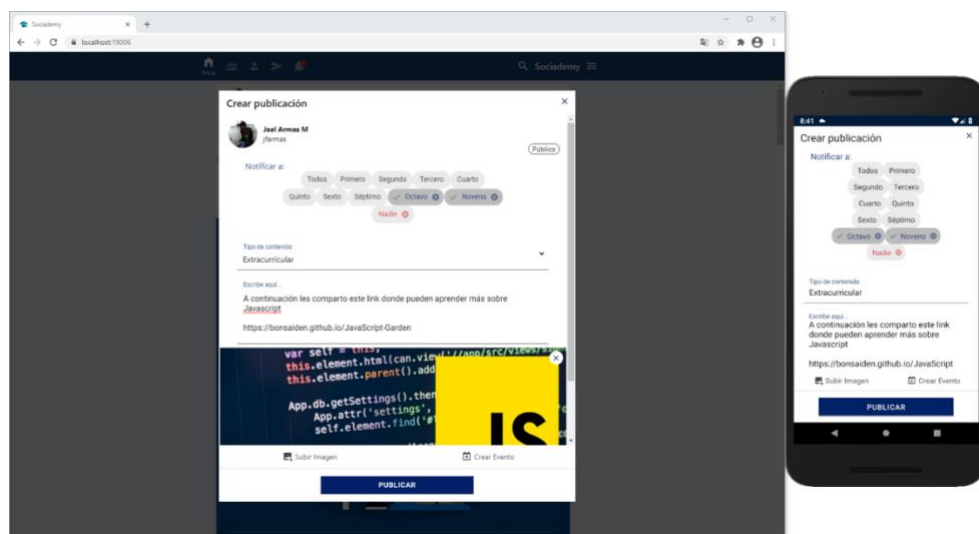 Sociademy
localhost:19006
Inicio
Sociademy
Crear publicación
Jael Armas M
jfarmas
Público
Notificar a:
Todos Primero Segundo Tercero Cuarto
Quinto Sexto Séptimo Octavo Noveno
Nadie
Tipo de contenido
Extracurricular
Escribe aquí...
A continuación les comparto este link donde pueden aprender más sobre
Javascript
https://bonsaiden.github.io/JavaScript-Garden
var self = this;
this.element.html(can.view('//app/src/views/
this.element.parent().add
App.db.getSettings().then
App.attr('settings',
self.element.find('#
JS
Subir Imagen Crear Evento
PUBLICAR
8:41
Crear publicación
Notificar a:
Todos Primero
Segundo Tercero
Cuarto Quinto
Sexto Séptimo
Octavo Noveno
Nadie
Tipo de contenido
Extracurricular
Escribe aquí...
A continuación les comparto este link
donde pueden aprender más sobre
Javascript
https://bonsaiden.github.io/JavaScript
Subir Imagen Crear Evento
PUBLICAR